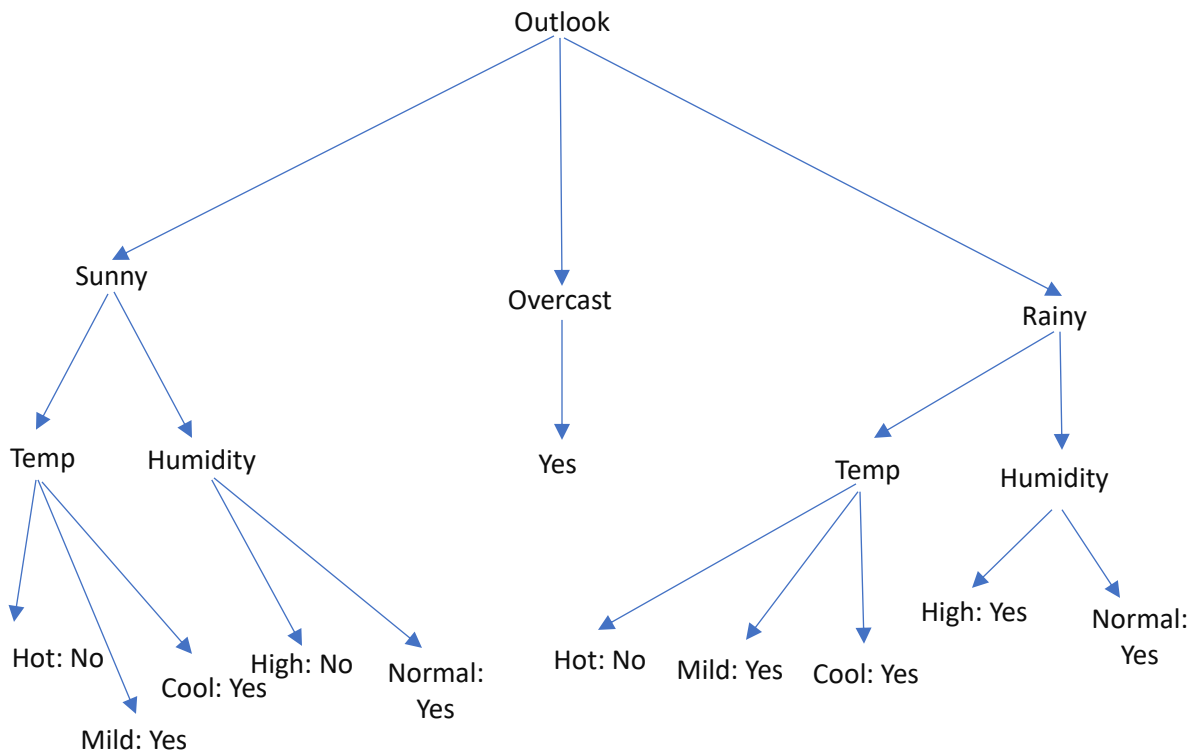 Outlook
Sunny
Overcast
Rainy
Temp
Humidity
Yes
Temp
Humidity
Hot: No
Mild: Yes
Cool: Yes
High: No
Normal:
Yes
Hot: No
Mild: Yes
Cool: Yes
High: Yes
Normal:
Yes